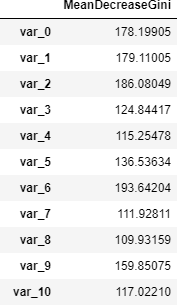 MeanDecreaseGini
var_0 178.19905
var_1 179.11005
var_2 186.08049
var_3 124.84417
var_4 115.25478
var_5 136.53634
var_6 193.64204
var_7 111.92811
var_8 109.93159
var_9 159.85075
var_10 117.02210